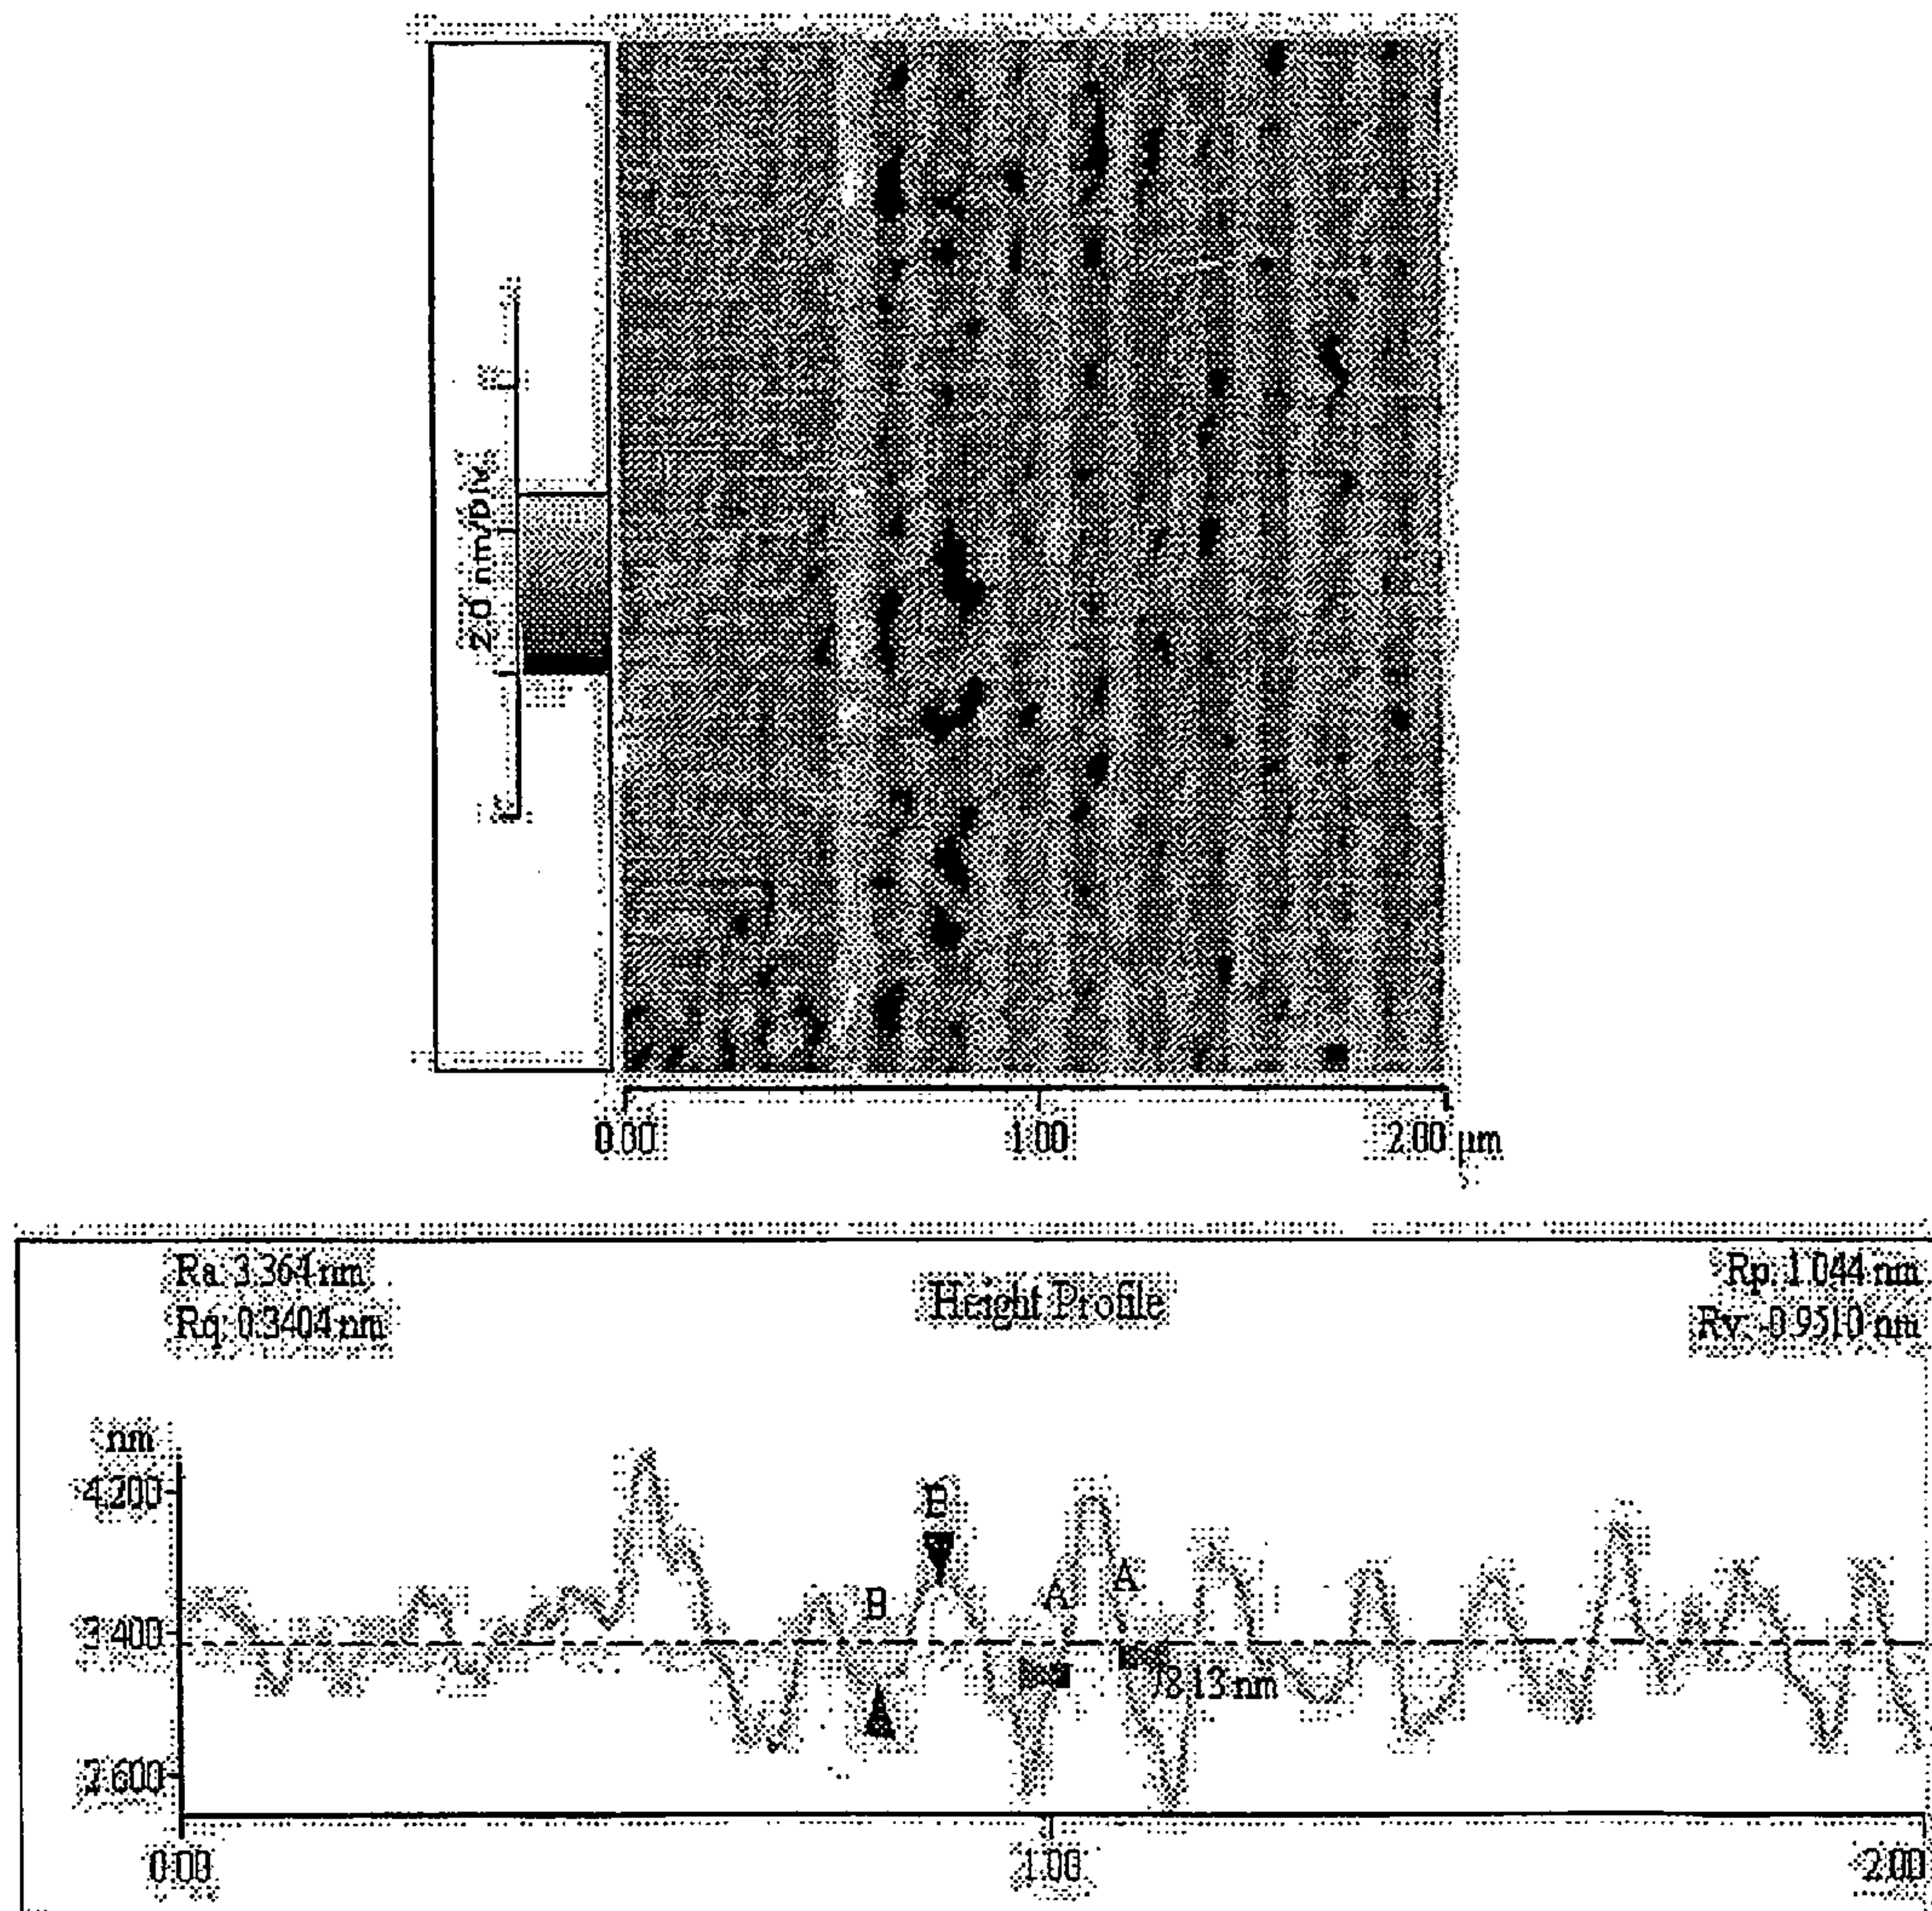 2.0 nm/Div
0.00 1.00 2.00 µm
Ra: 3.364 nm Height Profile Rp: 1.044 nm
Rq: 0.3404 nm Rv: -0.9510 nm
nm
4.200
B
B A A
3.400
78.13 nm
2.600
0.00 1.00 2.00